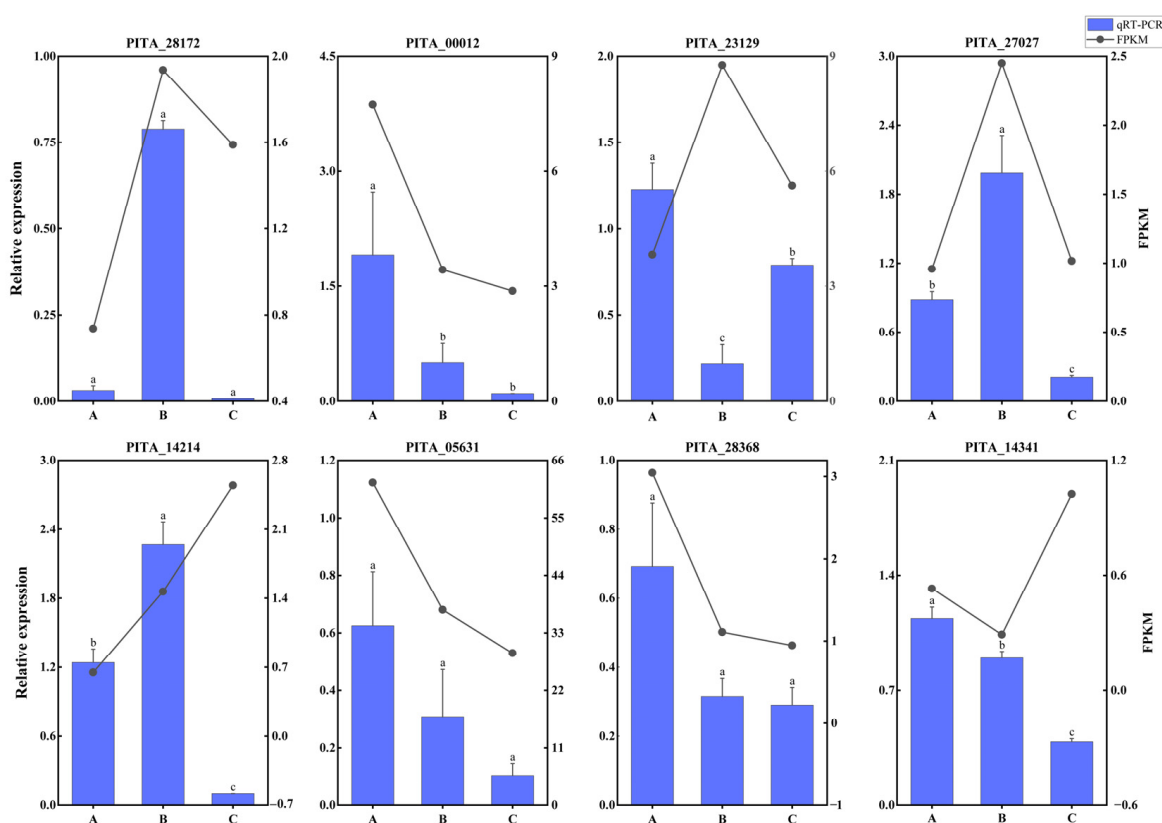 qRT-PCR
FPKM
PITA_28172 PITA_00012 PITA_23129 PITA_27027
1.00 2.0 4.5 9 2.0 9 3.0 2.5
2.4 2.0
0.75 1.6 1.5
3.0 6 6 1.8 1.5
0.50 1.2 1.0
1.2 1.0
0.25 0.8 1.5 3 0.5 3
0.6 0.5
0.00 0.4 0.0 0 0.0 0 0.0 0.0
a a a a a b b a c b b a c
A B C A B C A B C A B C
Relative expression
FPKM
PITA_14214 PITA_05631 PITA_28368 PITA_14341
3.0 2.8 1.2 66 1.0 3 2.1 1.2
2.4 2.1 1.0 55 0.8
1.8 1.4 0.8 44 0.6 2 1.4 0.6
0.6 33
1.2 0.7 0.4 22 0.4 1 0.7 0.0
0.6 0.0 0.2 11 0.2 0
0.0 −0.7 0.0 0 0.0 −1 0.0 −0.6
b a c a a a a a a a b c
A B C A B C A B C A B C
Relative expression
FPKM